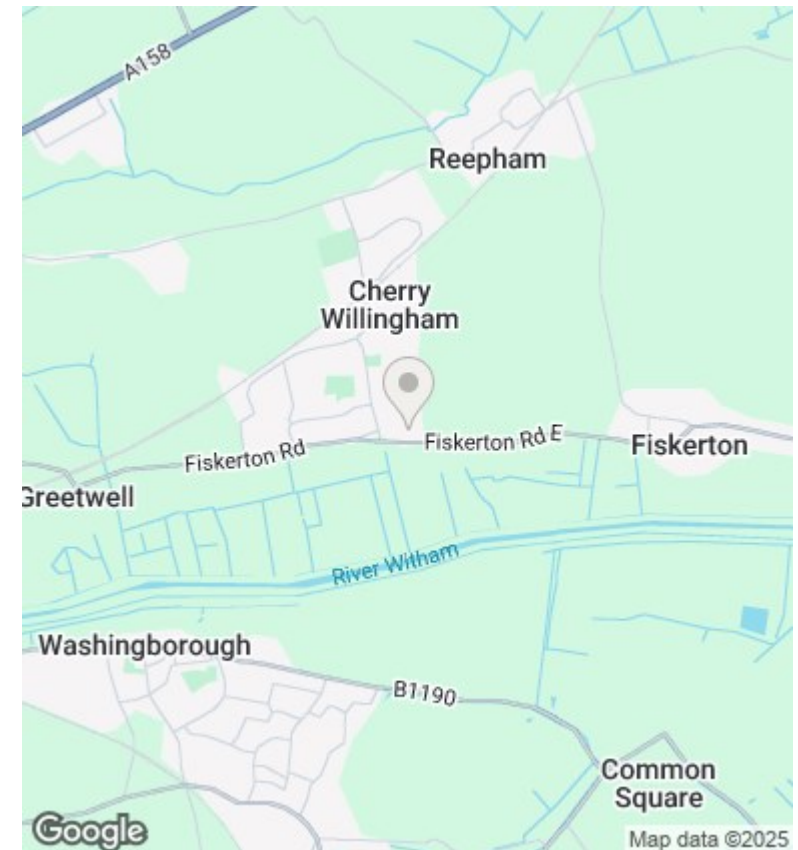 A158
Reepham
Cherry
Willingham
Fiskerton Rd E
Fiskerton Rd
Fiskerton
Greetwell
River Witham
Washingborough
B1190
Common
Square
Google
Map data ©2025